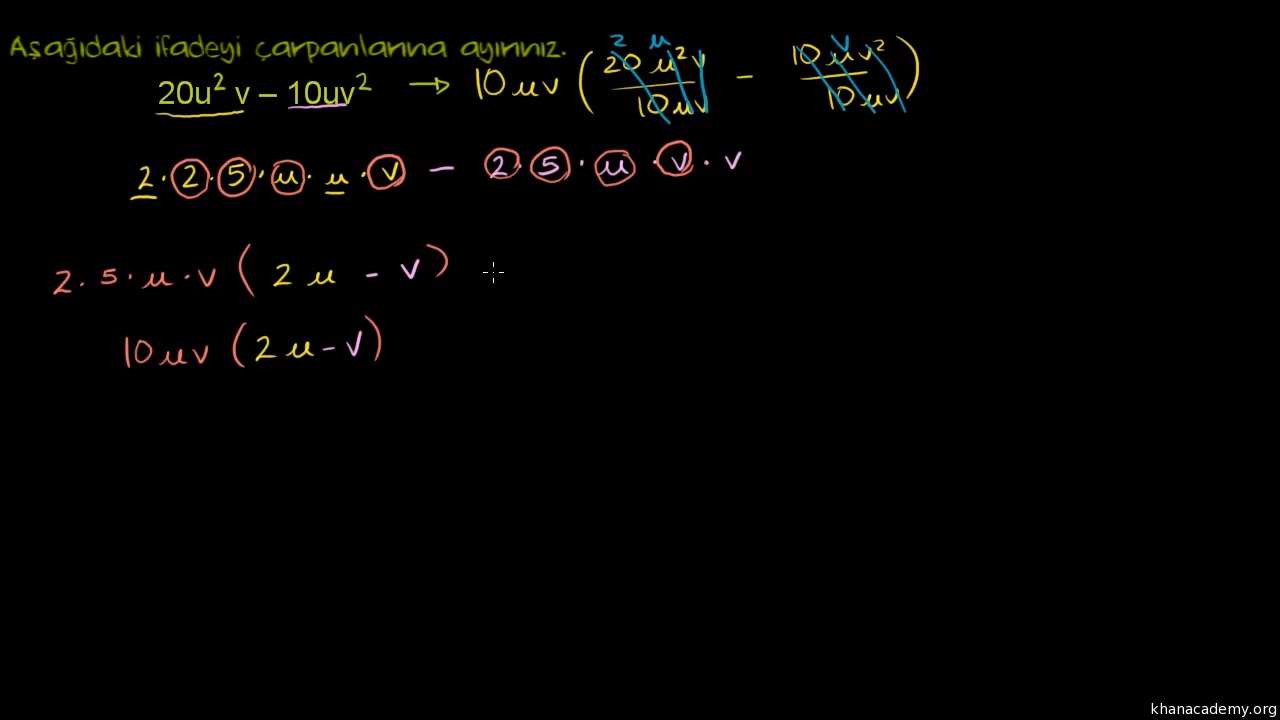 Aşağıdaki ifadeyi çarpanlarına ayırınız.
20u² v – 10uv² → 10uv ( 20u²v / 10uv − 10uv² / 10uv )
2 u v
2 · 2 · 5 · u · u · v − 2 · 5 · u · v · v
2 · 5 · u · v ( 2u − v )
10uv ( 2u − v )
khanacademy.org